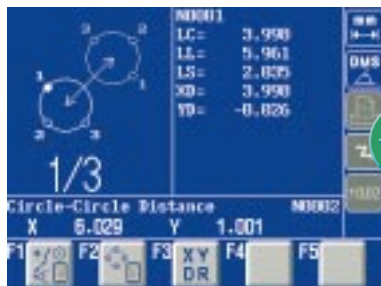 N0001
LC= 3.998
LL= 5.961
LS= 2.035
XD= 3.998
YD= -0.026
1
2
3
1
2
3
1/3
DMS
Circle-Circle Distance N0002
X 6.029 Y 1.001
F1 F2 F3 XY DR F4 F5